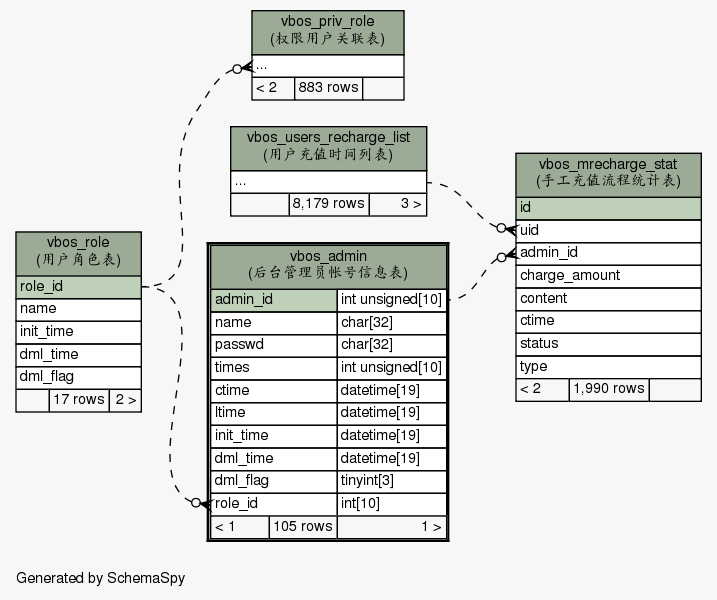 vbos_priv_role
(权限用户关联表)
...
< 2 883 rows
vbos_users_recharge_list
(用户充值时间列表)
...
8,179 rows 3 >
vbos_mrecharge_stat
(手工充值流程统计表)
id
uid
admin_id
charge_amount
content
ctime
status
type
< 2 1,990 rows
vbos_role
(用户角色表)
role_id
name
init_time
dml_time
dml_flag
17 rows 2 >
vbos_admin
(后台管理员帐号信息表)
admin_id int unsigned[10]
name char[32]
passwd char[32]
times int unsigned[10]
ctime datetime[19]
ltime datetime[19]
init_time datetime[19]
dml_time datetime[19]
dml_flag tinyint[3]
role_id int[10]
< 1 105 rows 1 >
Generated by SchemaSpy